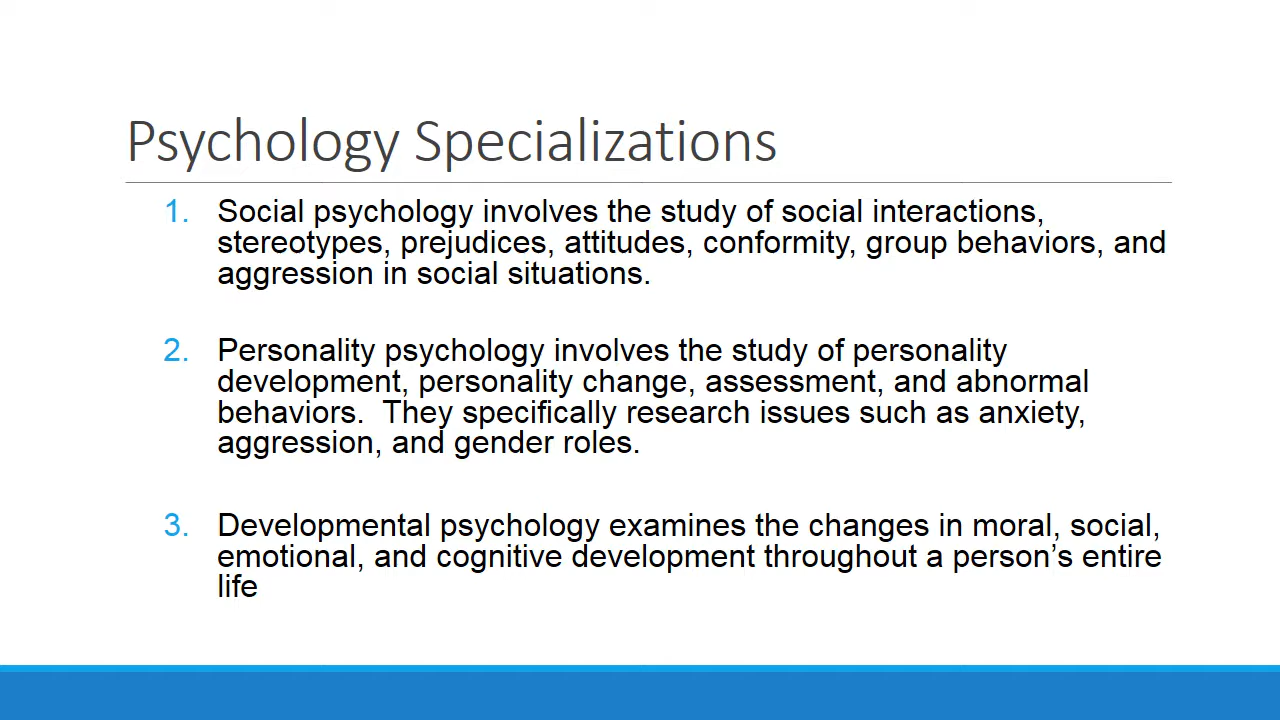 Psychology Specializations
1. Social psychology involves the study of social interactions,
stereotypes, prejudices, attitudes, conformity, group behaviors, and
aggression in social situations.
2. Personality psychology involves the study of personality
development, personality change, assessment, and abnormal
behaviors.  They specifically research issues such as anxiety,
aggression, and gender roles.
3. Developmental psychology examines the changes in moral, social,
emotional, and cognitive development throughout a person’s entire
life